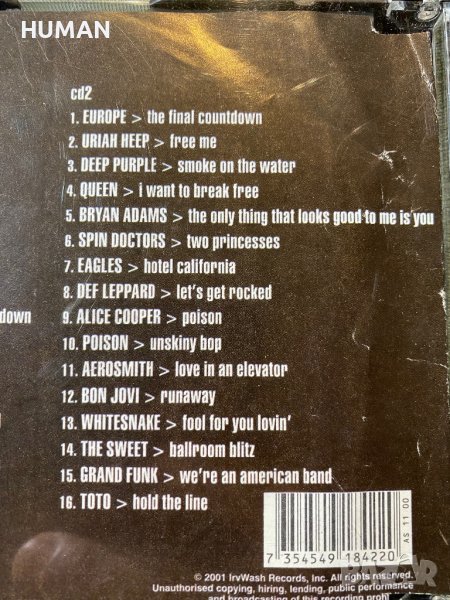 HUMAN
cd2
1. EUROPE > the final countdown
2. URIAH HEEP > free me
3. DEEP PURPLE > smoke on the water
4. QUEEN > i want to break free
5. BRYAN ADAMS > the only thing that looks good to me is you
6. SPIN DOCTORS > two princesses
7. EAGLES > hotel california
8. DEF LEPPARD > let's get rocked
down
9. ALICE COOPER > poison
10. POISON > unskiny bop
11. AEROSMITH > love in an elevator
12. BON JOVI > runaway
13. WHITESNAKE > fool for you lovin'
14. THE SWEET > ballroom blitz
15. GRAND FUNK > we're an american band
16. TOTO > hold the line
AS 11 00
7 354549 184220
© 2001 IrvWash Records, Inc. All rights reserved.
Unauthorised copying, hiring, lending, public performance
and broadcasting of this recording